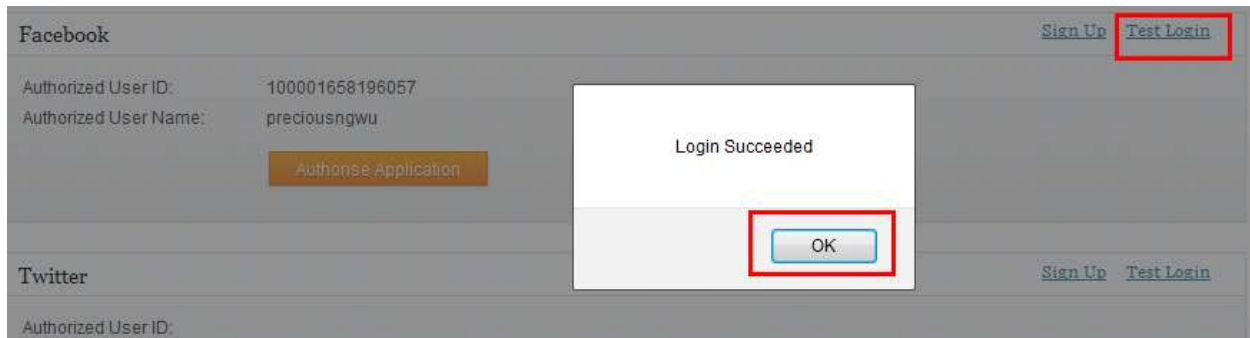 Facebook Sign Up Test Login
Authorized User ID: 100001658196057
Authorized User Name: preciousngwu
Authorise Application
Login Succeeded
OK
Twitter Sign Up Test Login
Authorized User ID: